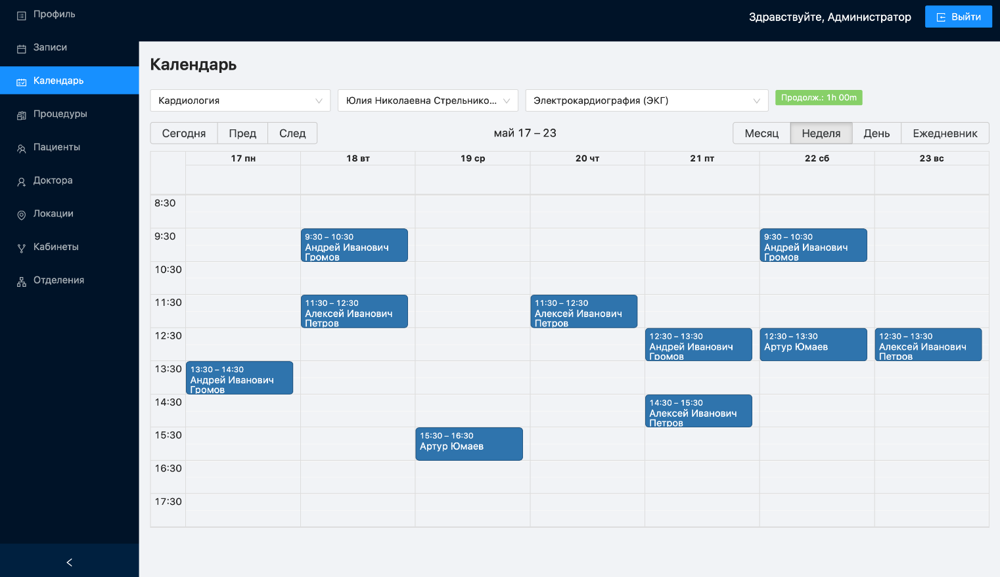 Профиль
Записи
Календарь
Процедуры
Пациенты
Доктора
Локации
Кабинеты
Отделения
Здравствуйте, Администратор
Выйти
Календарь
Кардиология
Юлия Николаевна Стрельнико...
Электрокардиография (ЭКГ)
Продолж.: 1h 00m
Сегодня Пред След
май 17 – 23
Месяц Неделя День Ежедневник
17 пн 18 вт 19 ср 20 чт 21 пт 22 сб 23 вс
8:30
9:30
9:30 – 10:30
Андрей Иванович
Громов
9:30 – 10:30
Андрей Иванович
Громов
10:30
11:30
11:30 – 12:30
Алексей Иванович
Петров
11:30 – 12:30
Алексей Иванович
Петров
12:30
12:30 – 13:30
Андрей Иванович
Громов
12:30 – 13:30
Артур Юмаев
12:30 – 13:30
Алексей Иванович
Петров
13:30
13:30 – 14:30
Андрей Иванович
Громов
14:30
14:30 – 15:30
Алексей Иванович
Петров
15:30
15:30 – 16:30
Артур Юмаев
16:30
17:30